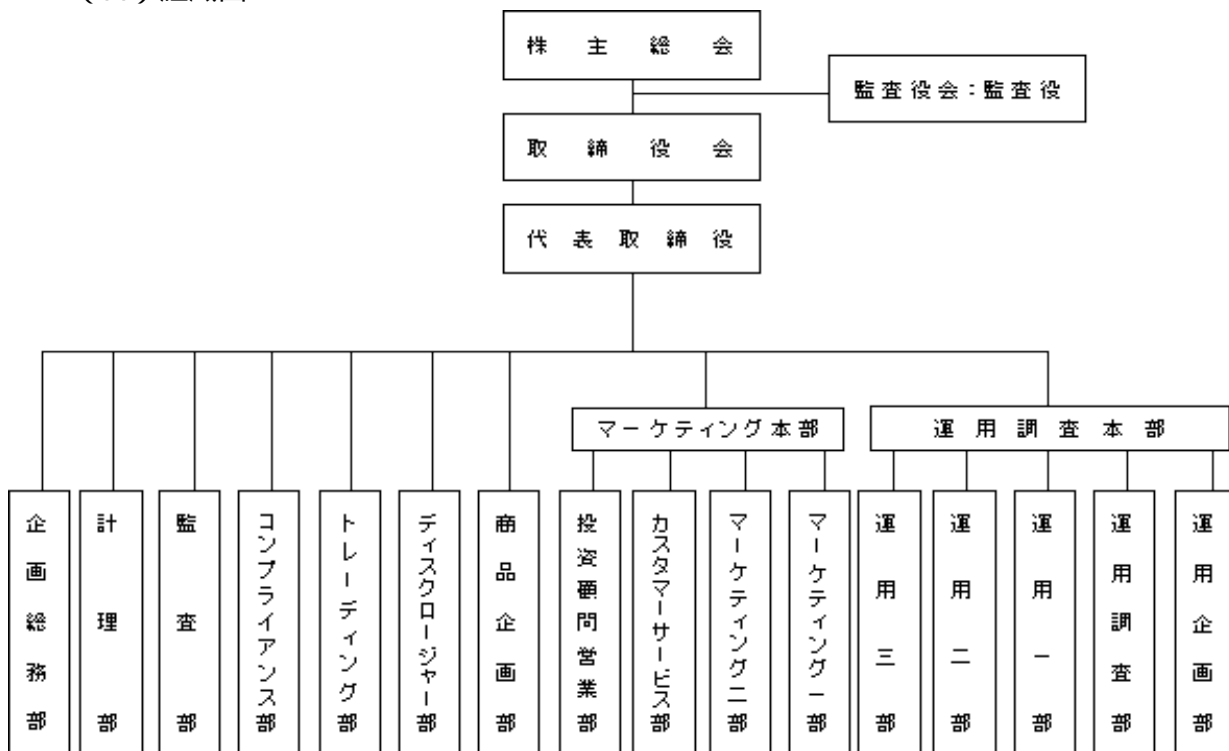 株主総会
監査役会：監査役
取締役会
代表取締役
マーケティング本部
運用調査本部
企画総務部
計理部
監査部
コンプライアンス部
トレーディング部
ディスクロージャー部
商品企画部
投資顧問営業部
カスタマーサービス部
マーケティング二部
マーケティング一部
運用三部
運用二部
運用一部
運用調査部
運用企画部